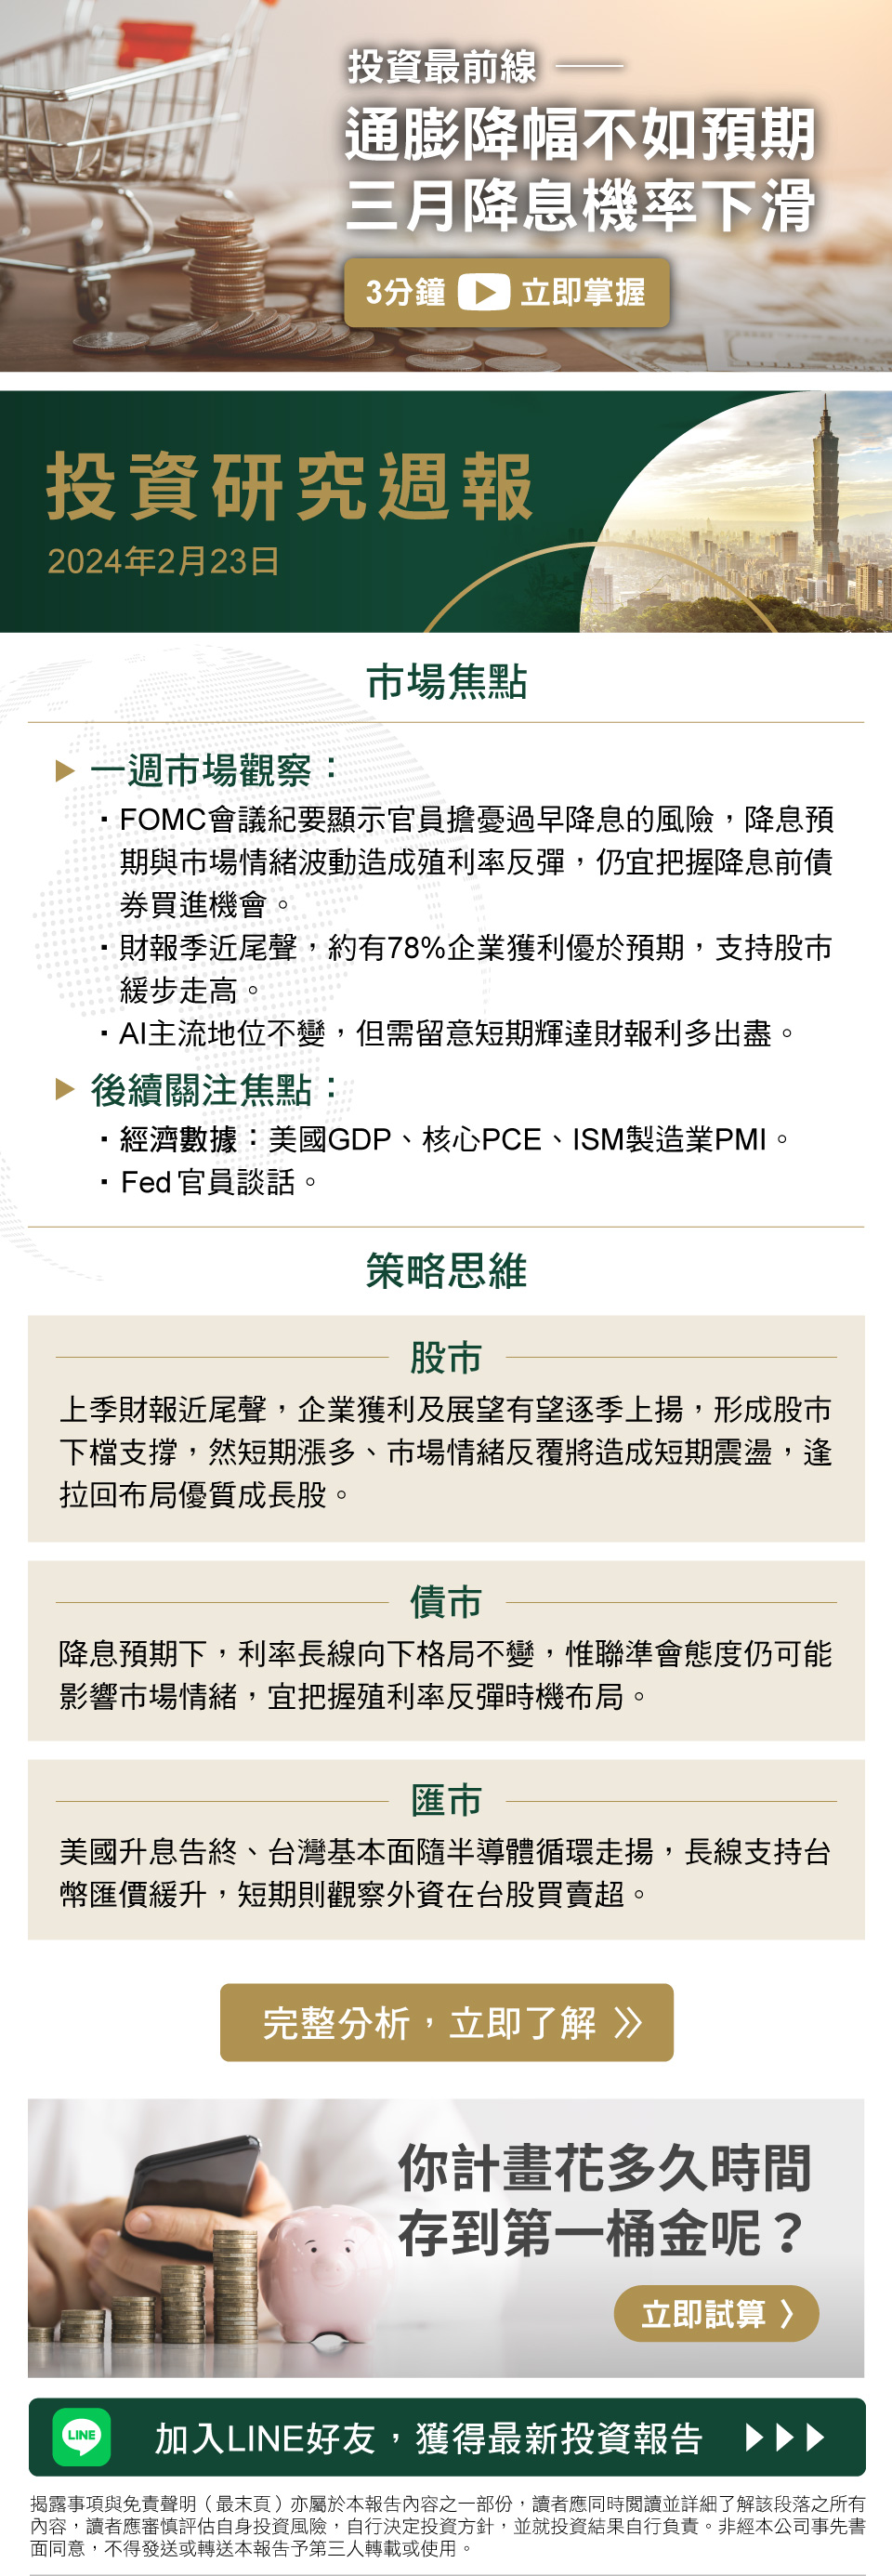 投資最前線
通膨降幅不如預期
三月降息機率下滑
3分鐘 立即掌握
投資研究週報
2024年2月23日
市場焦點
一週市場觀察：
・FOMC會議紀要顯示官員擔憂過早降息的風險，降息預
期與市場情緒波動造成殖利率反彈，仍宜把握降息前債
券買進機會。
・財報季近尾聲，約有78%企業獲利優於預期，支持股市
緩步走高。
・AI主流地位不變，但需留意短期輝達財報利多出盡。
後續關注焦點：
・經濟數據：美國GDP、核心PCE、ISM製造業PMI。
・Fed 官員談話。
策略思維
股市
上季財報近尾聲，企業獲利及展望有望逐季上揚，形成股市
下檔支撐，然短期漲多、市場情緒反覆將造成短期震盪，逢
拉回布局優質成長股。
債市
降息預期下，利率長線向下格局不變，惟聯準會態度仍可能
影響市場情緒，宜把握殖利率反彈時機布局。
匯市
美國升息告終、台灣基本面隨半導體循環走揚，長線支持台
幣匯價緩升，短期則觀察外資在台股買賣超。
完整分析，立即了解
你計畫花多久時間
存到第一桶金呢？
立即試算
LINE
加入LINE好友，獲得最新投資報告
揭露事項與免責聲明（最末頁）亦屬於本報告內容之一部份，讀者應同時閱讀並詳細了解該段落之所有
內容，讀者應審慎評估自身投資風險，自行決定投資方針，並就投資結果自行負責。非經本公司事先書
面同意，不得發送或轉送本報告予第三人轉載或使用。